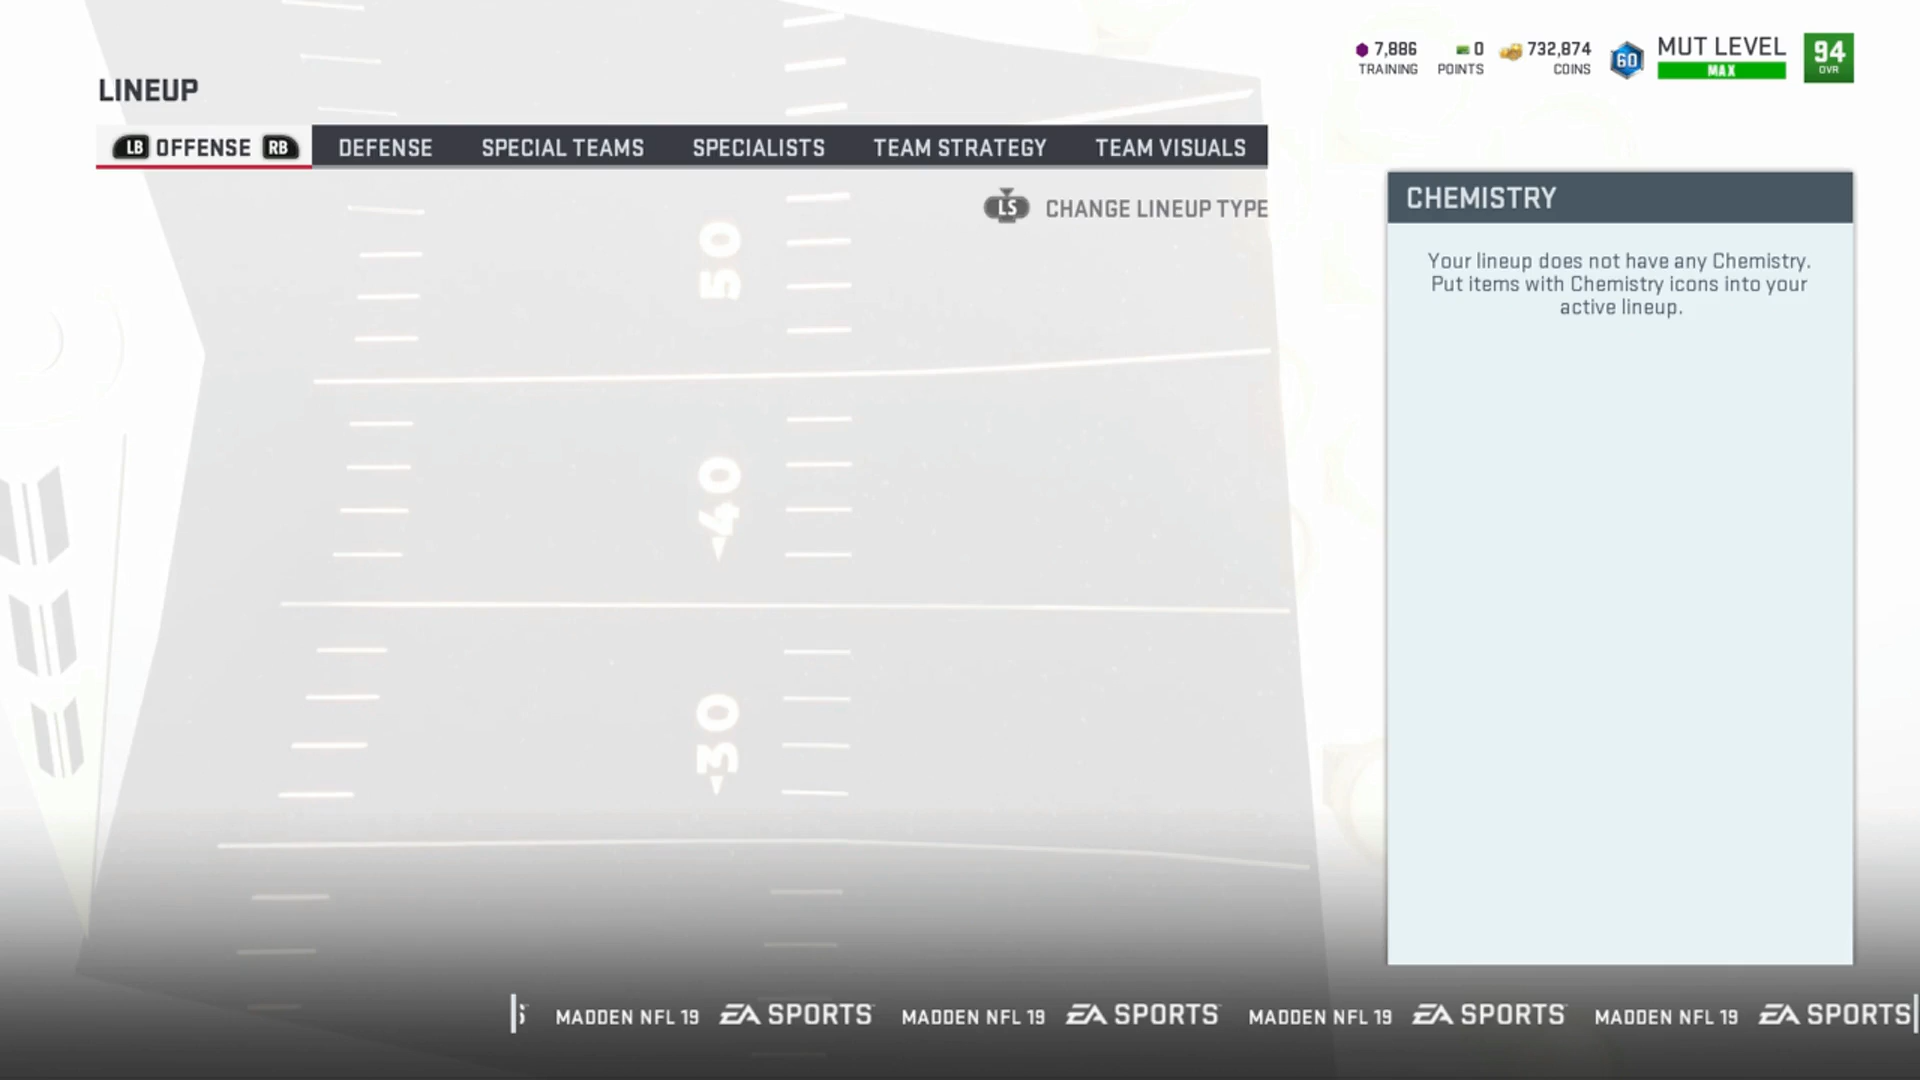 LINEUP
7,886 TRAINING
0 POINTS
732,874 COINS
60
MUT LEVEL
MAX
94
OVR
LB OFFENSE RB
DEFENSE
SPECIAL TEAMS
SPECIALISTS
TEAM STRATEGY
TEAM VISUALS
LS CHANGE LINEUP TYPE
CHEMISTRY
Your lineup does not have any Chemistry.
Put items with Chemistry icons into your
active lineup.
50
40
30
MADDEN NFL 19 EA SPORTS MADDEN NFL 19 EA SPORTS MADDEN NFL 19 EA SPORTS MADDEN NFL 19 EA SPORTS